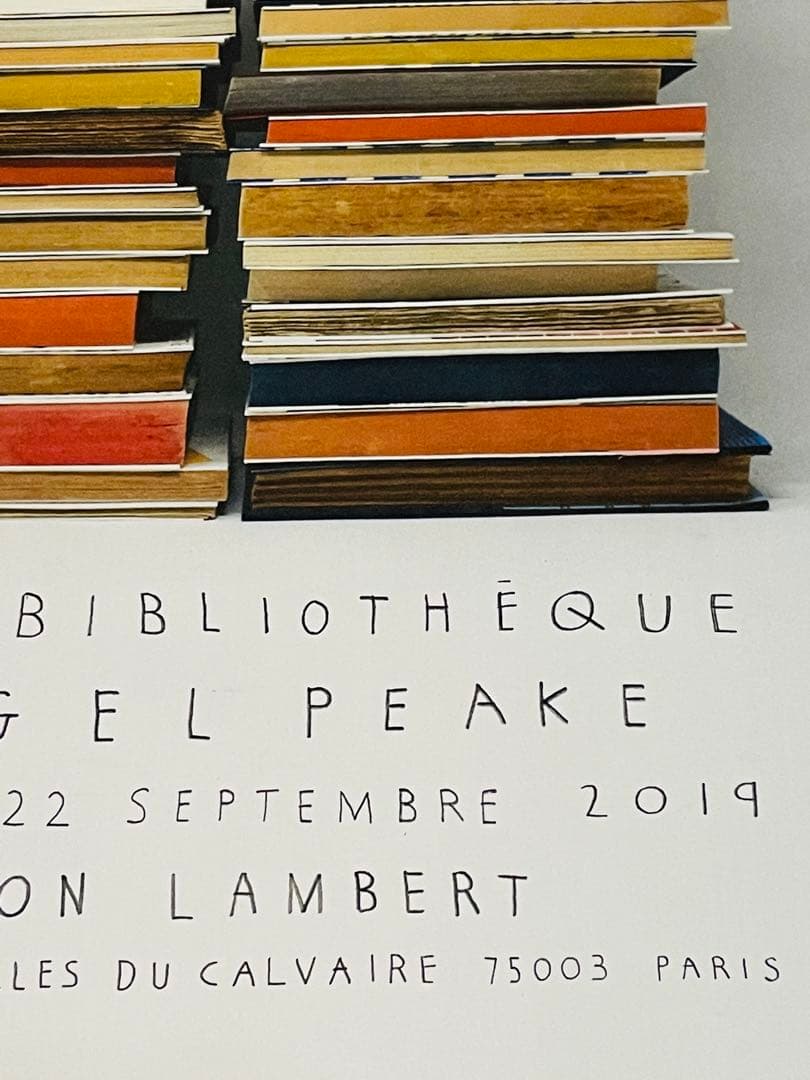 BIBLIOTHĒQUE
GEL PEAKE
22 SEPTEMBRE 2019
ON LAMBERT
LES DU CALVAIRE 75003 PARIS